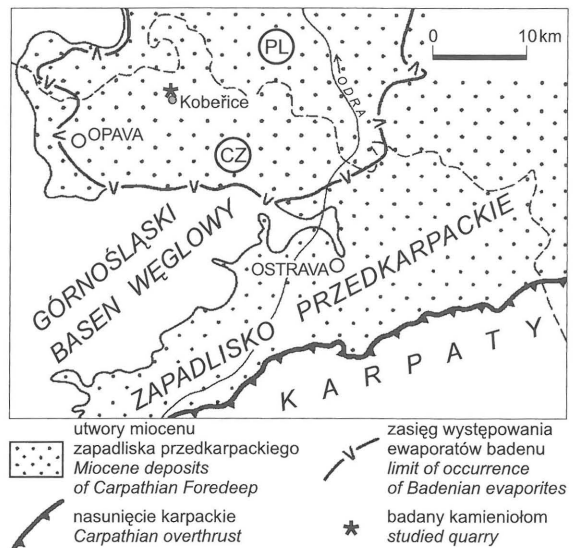 PL
0 10 km
ODRA
Kobeřice
OPAVA
CZ
GÓRNOŚLĄSKI
BASEN WĘGLOWY
OSTRAVA
ZAPADLISKO PRZEDKARPACKIE
KARPATY
utwory miocenu
zapadliska przedkarpackiego
Miocene deposits
of Carpathian Foredeep
nasunięcie karpackie
Carpathian overthrust
zasięg występowania
ewaporatów badenu
limit of occurrence
of Badenian evaporites
badany kamieniołom
studied quarry